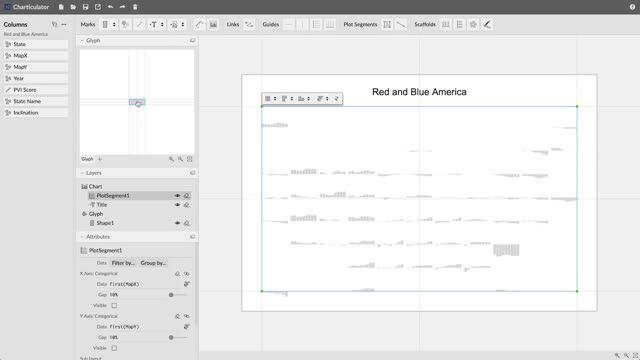 Charticulator
Columns
Red and Blue America
State
MapX
MapY
Year
PVI Score
State Name
Inclination
Marks
Links
Guides
Plot Segments
Scaffolds
Glyph
Glyph
Layers
Chart
PlotSegment1
Title
Glyph
Shape1
Attributes
PlotSegment1
Data Filter by... Group by...
X Axis: Categorical
Data first(MapX)
Gap 10%
Visible
Y Axis: Categorical
Data first(MapY)
Gap 10%
Visible
Sub-layout
Red and Blue America